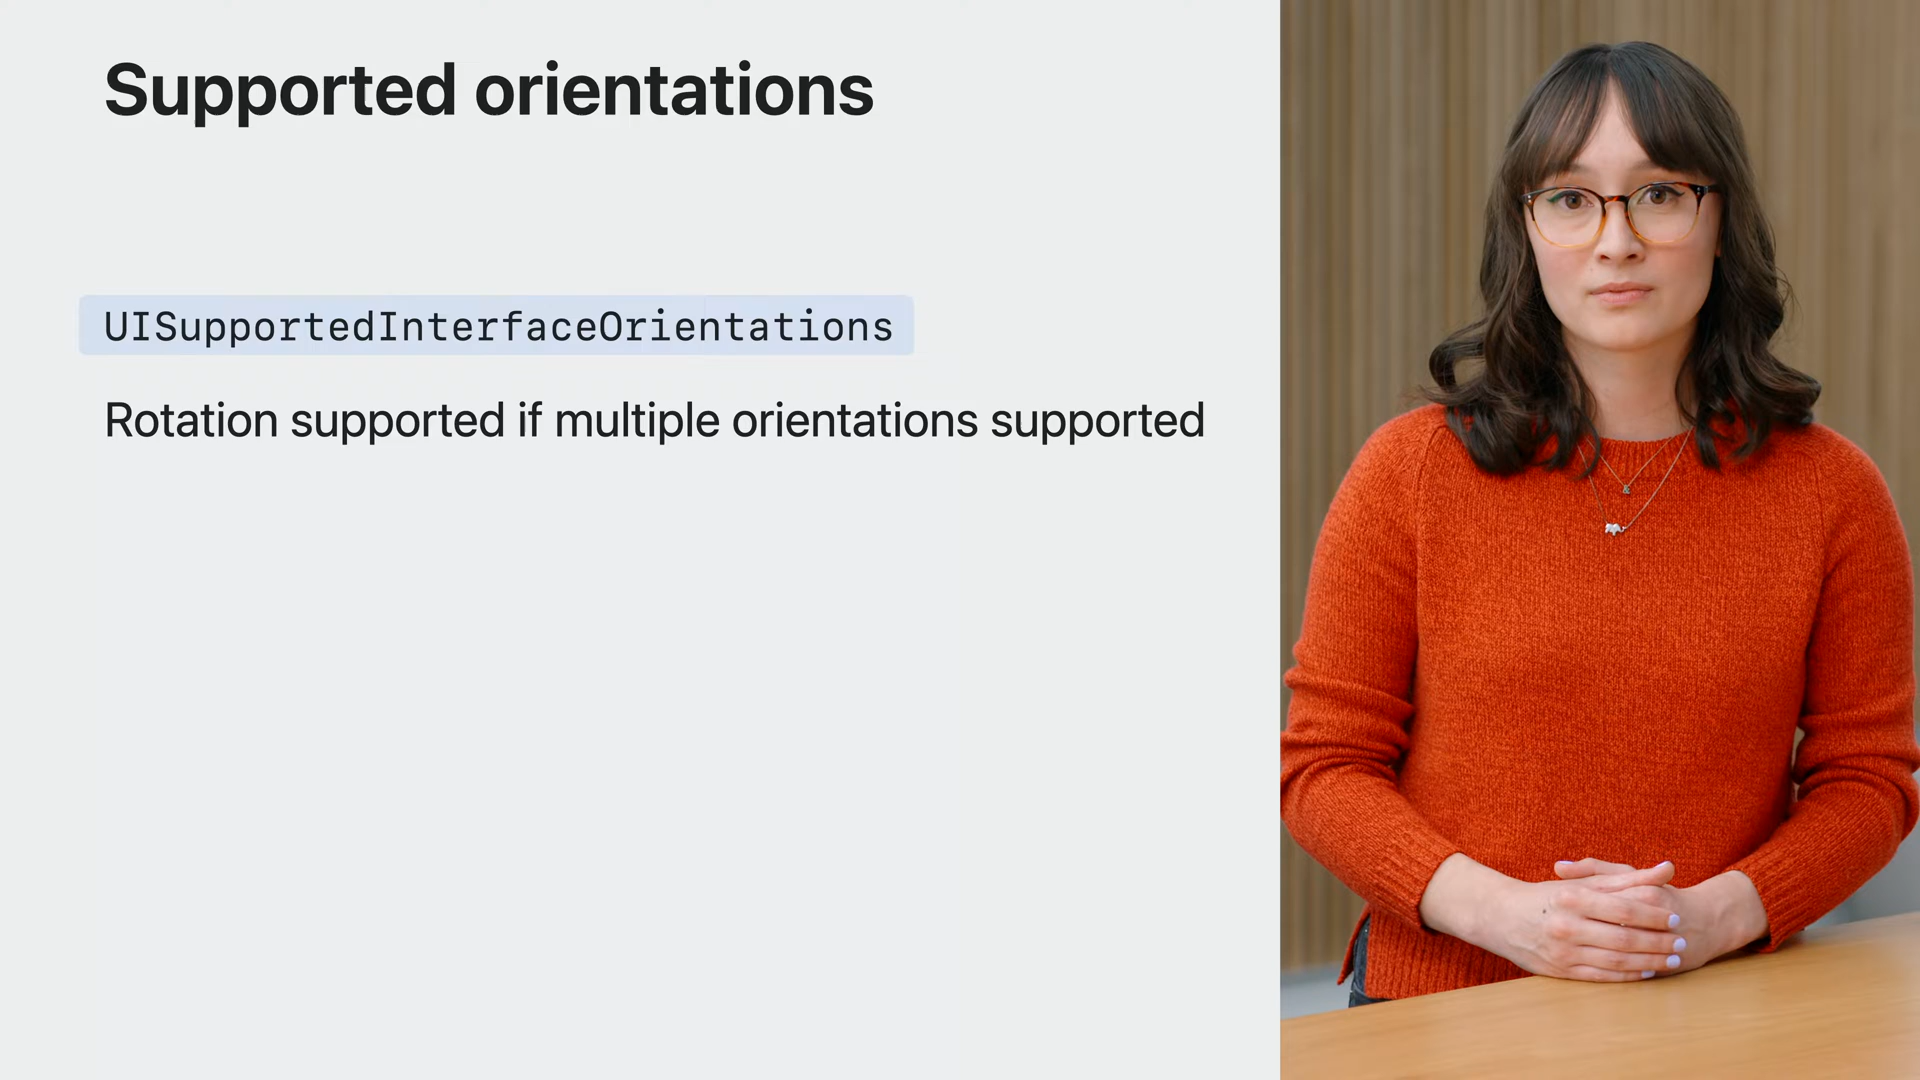 Supported orientations
UISupportedInterfaceOrientations
Rotation supported if multiple orientations supported